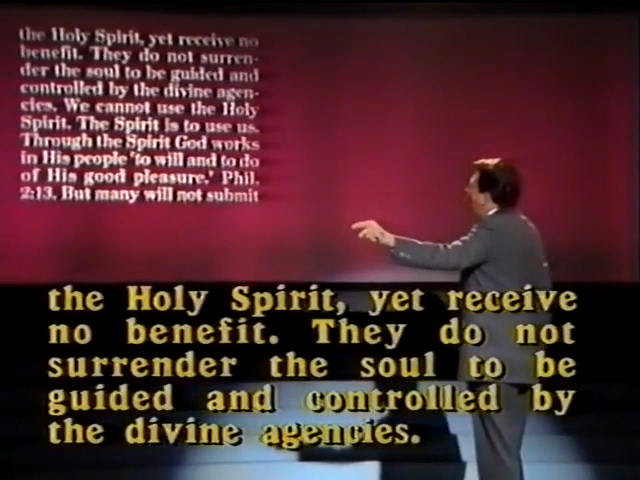 the Holy Spirit, yet receive no
benefit. They do not surren-
der the soul to be guided and
controlled by the divine agen-
cies. We cannot use the Holy
Spirit. The Spirit is to use us.
Through the Spirit God works
in His people 'to will and to do
of His good pleasure.' Phil.
2:13. But many will not submit
the Holy Spirit, yet receive
no benefit. They do not
surrender the soul to be
guided and controlled by
the divine agencies.